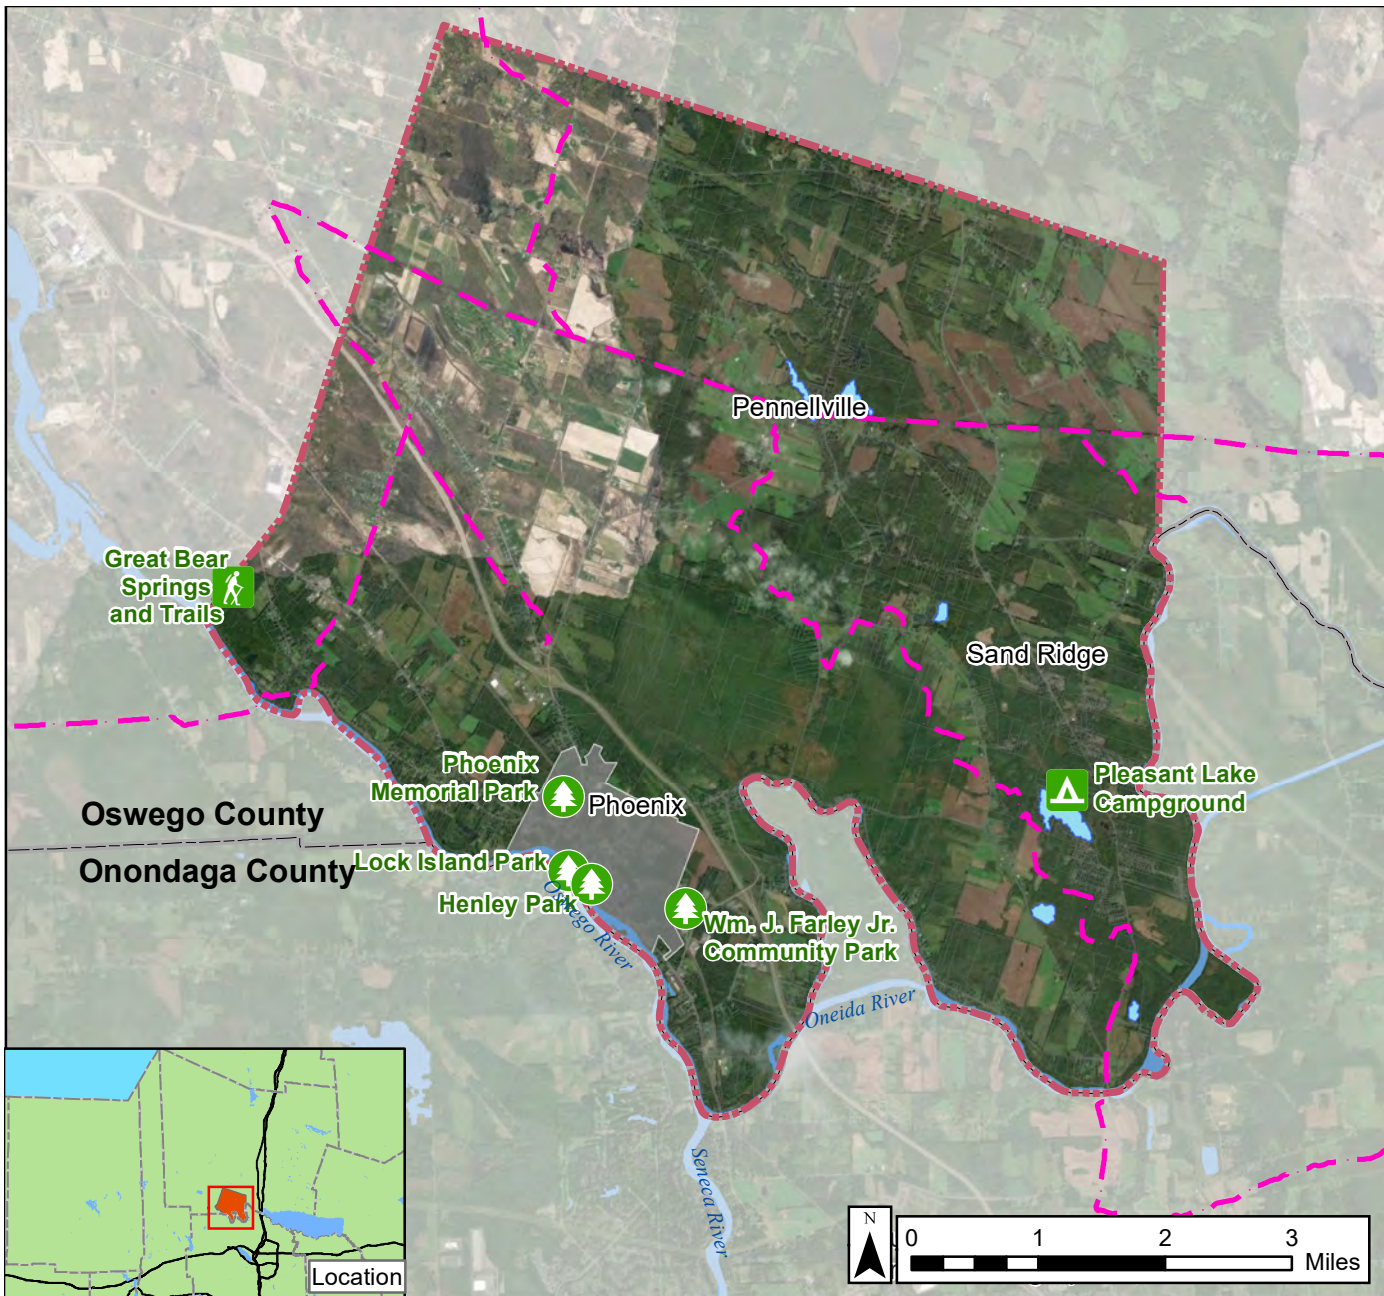 Pennellville
Great Bear
Springs
and Trails
Sand Ridge
Phoenix
Memorial Park
Phoenix
Pleasant Lake
Campground
Oswego County
Onondaga County
Lock Island Park
Henley Park
Oswego River
Wm. J. Farley Jr.
Community Park
Oneida River
Seneca River
Location
N
0 1 2 3
Miles